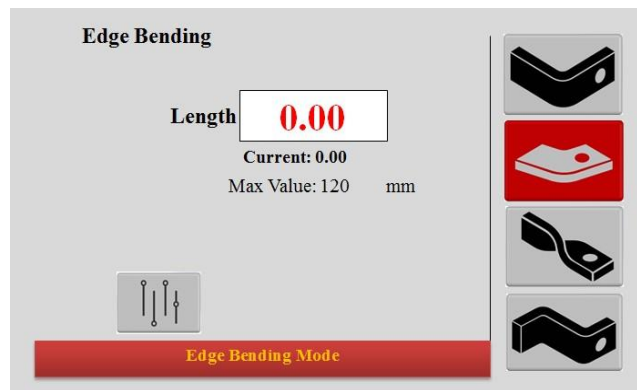 Edge Bending
Length 0.00
Current: 0.00
Max Value: 120 mm
Edge Bending Mode